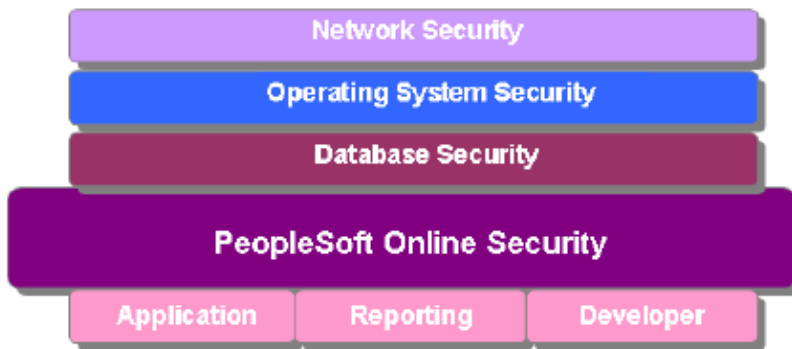 Network Security
Operating System Security
Database Security
PeopleSoft Online Security
Application Reporting Developer